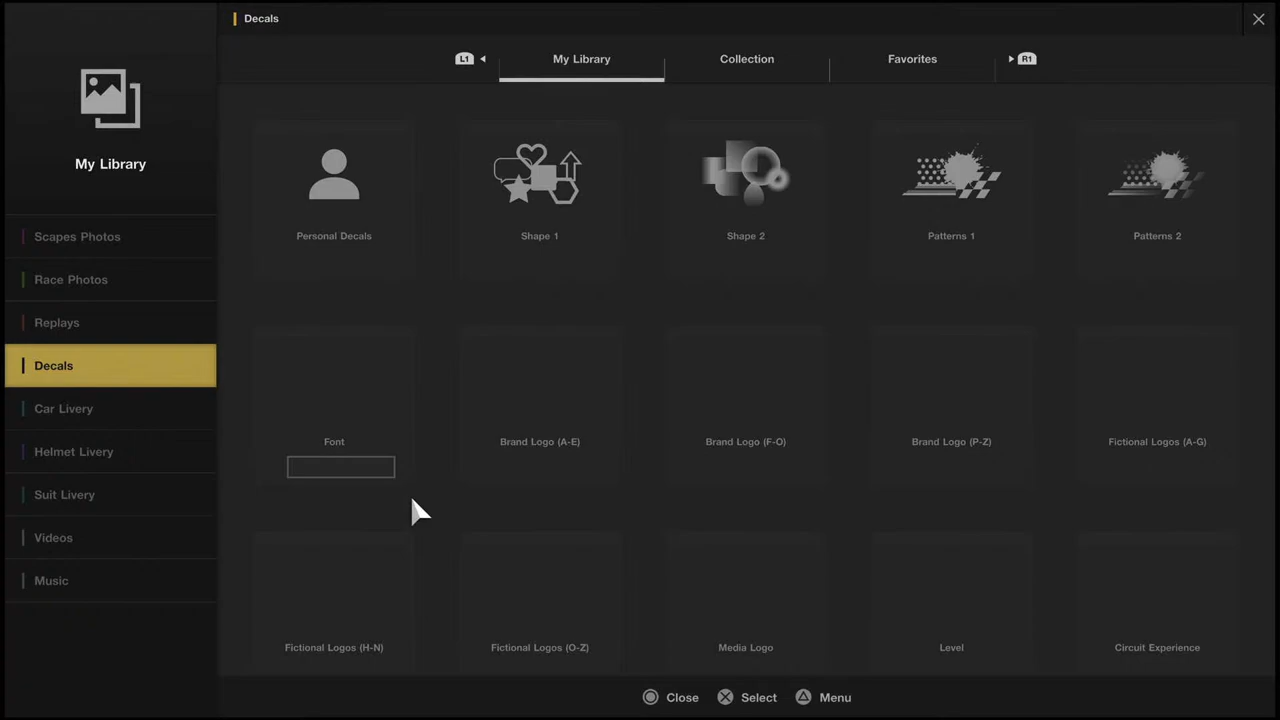 Decals
L1
My Library
Collection
Favorites
R1
My Library
Scapes Photos
Race Photos
Replays
Decals
Car Livery
Helmet Livery
Suit Livery
Videos
Music
Personal Decals
Shape 1
Shape 2
Patterns 1
Patterns 2
Font
Brand Logo (A-E)
Brand Logo (F-O)
Brand Logo (P-Z)
Fictional Logos (A-G)
Fictional Logos (H-N)
Fictional Logos (O-Z)
Media Logo
Level
Circuit Experience
Close
Select
Menu